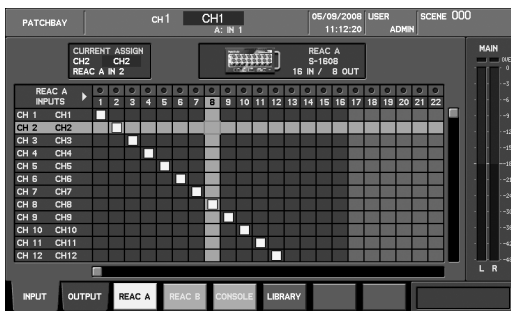 PATCHBAY CH 1 CH1 05/09/2008 USER SCENE 000
A: IN 1 11:12:20 ADMIN
CURRENT ASSIGN REAC A MAIN
CH2 CH2 S-1608
REAC A IN 2 16 IN / 8 OUT
REAC A
INPUTS 1 2 3 4 5 6 7 8 9 10 11 12 13 14 15 16 17 18 19 20 21 22
CH 1 CH1
CH 2 CH2
CH 3 CH3
CH 4 CH4
CH 5 CH5
CH 6 CH6
CH 7 CH7
CH 8 CH8
CH 9 CH9
CH 10 CH10
CH 11 CH11
CH 12 CH12
L R
INPUT OUTPUT REAC A REAC B CONSOLE LIBRARY